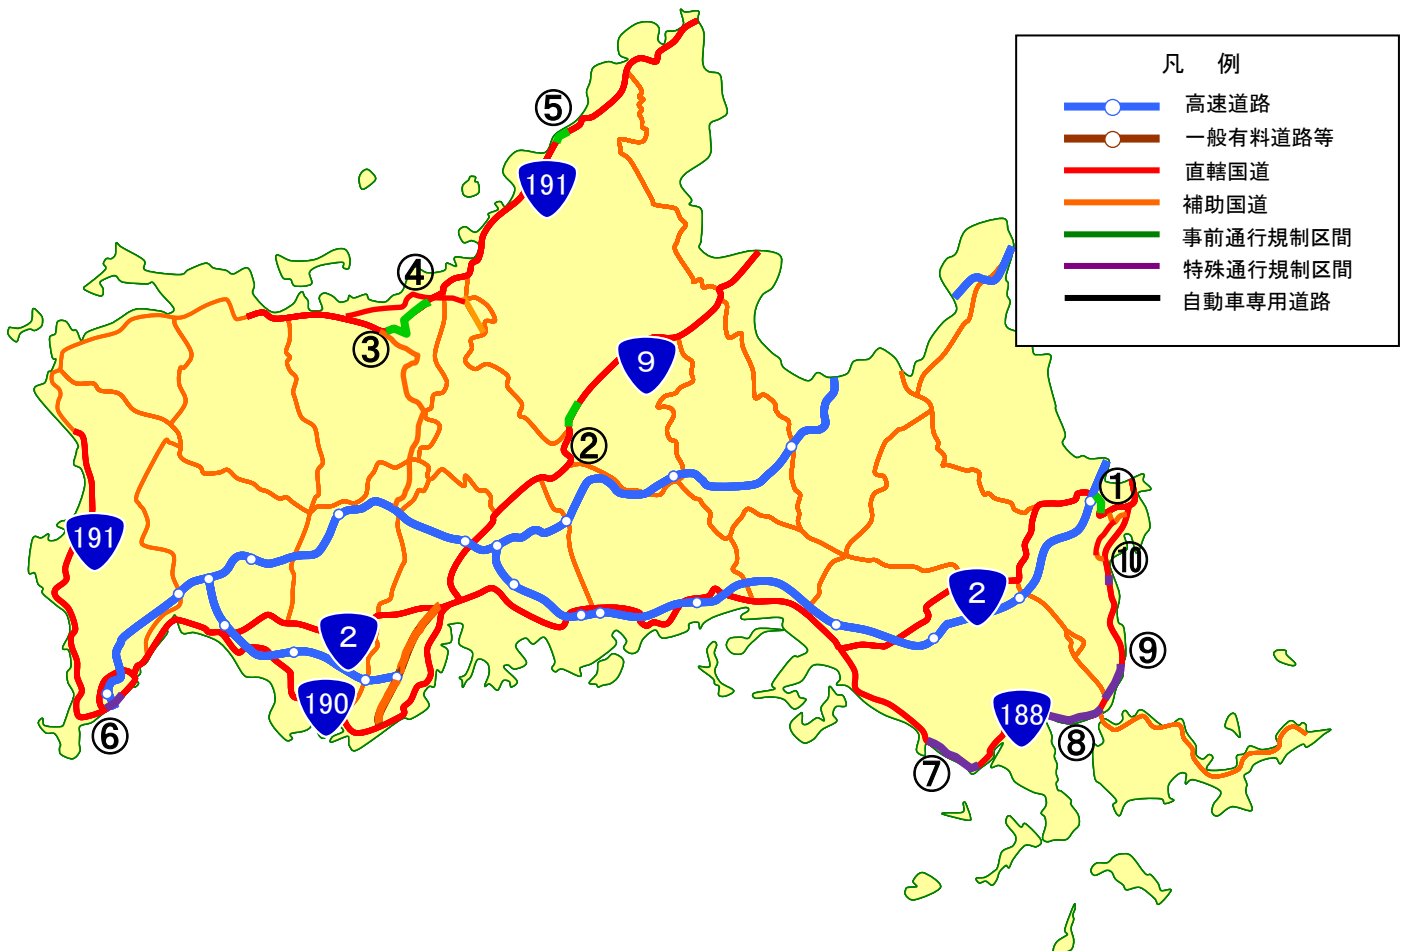 凡 例
高速道路
一般有料道路等
直轄国道
補助国道
事前通行規制区間
特殊通行規制区間
自動車専用道路
⑤
191
④
③
9
②
①
191
⑩
2
2
⑨
190
188
⑥
⑧
⑦